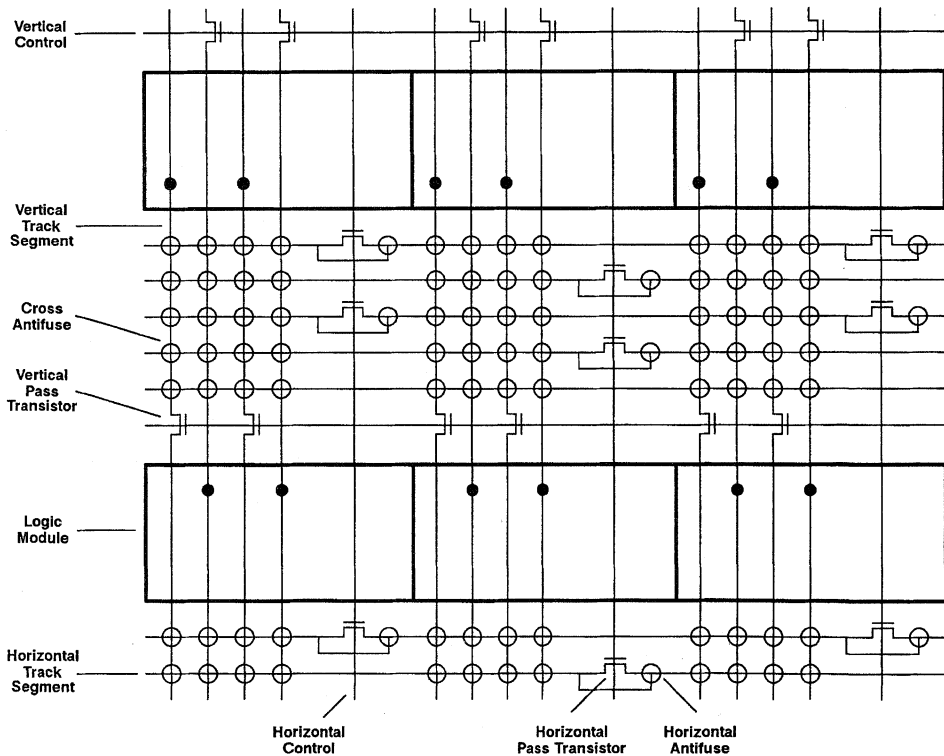 Vertical
Control
Vertical
Track
Segment
Cross
Antifuse
Vertical
Pass
Transistor
Logic
Module
Horizontal
Track
Segment
Horizontal
Control
Horizontal
Pass Transistor
Horizontal
Antifuse